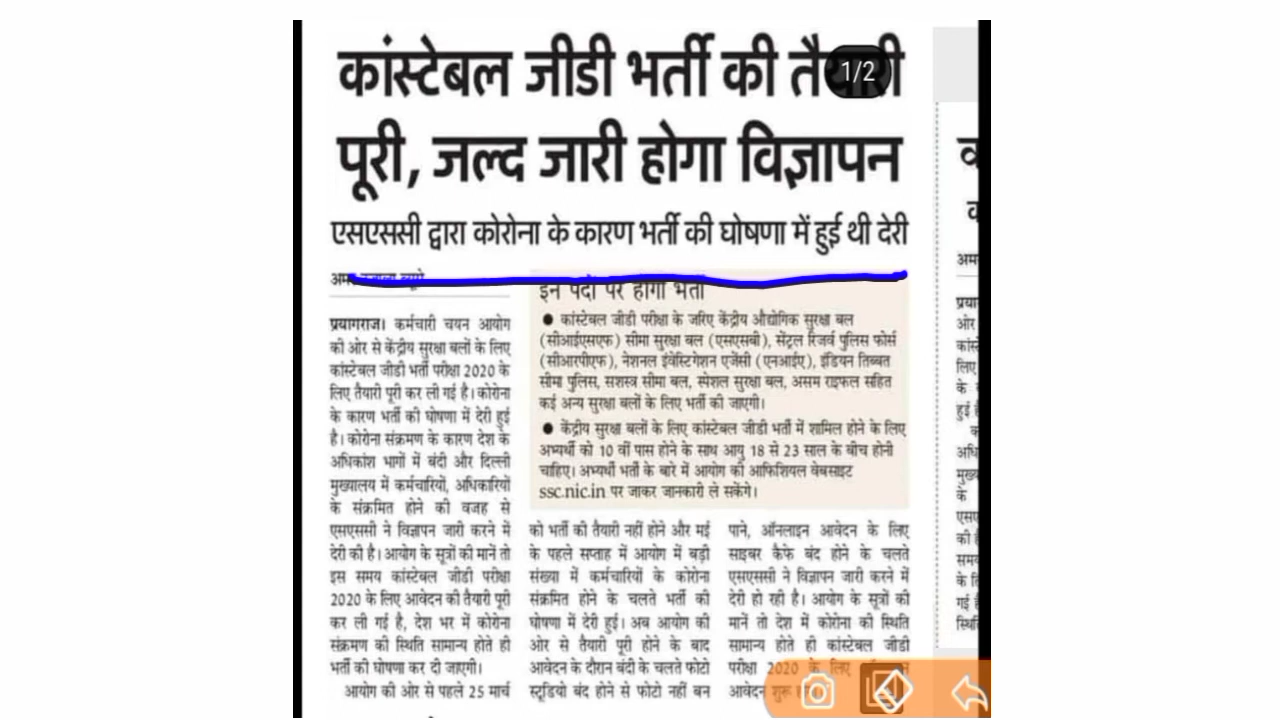 कांस्टेबल जीडी भर्ती की
1/2
पूरी, जल्द जारी होगा विज्ञापन
एसएससी द्वारा कोरोना के कारण भर्ती की घोषणा में हुई थी देरी
प्रयागराज। कर्मचारी चयन आयोग
की ओर से केंद्रीय सुरक्षा बलों के लिए
कांस्टेबल जीडी भर्ती परीक्षा 2020 के
लिए तैयारी पूरी कर ली गई है। कोरोना
के कारण भर्ती की घोषणा में देरी हुई
है। कोरोना संक्रमण के कारण देश के
अधिकांश भागों में बंदी और दिल्ली
मुख्यालय में कर्मचारियों, अधिकारियों
के संक्रमित होने की वजह से
एसएससी ने विज्ञापन जारी करने में
देरी की है। आयोग के सूत्रों की मानें तो
इस समय कांस्टेबल जीडी परीक्षा
2020 के लिए आवेदन की तैयारी पूरी
कर ली गई है, देश भर में कोरोना
संक्रमण की स्थिति सामान्य होते ही
भर्ती की घोषणा कर दी जाएगी।
आयोग की ओर से पहले 25 मार्च
इन पदों पर होगी भर्ती
● कांस्टेबल जीडी परीक्षा के जरिए केंद्रीय औद्योगिक सुरक्षा बल
(सीआईएसएफ) सीमा सुरक्षा बल (एसएसबी), सेंट्रल रिजर्व पुलिस फोर्स
(सीआरपीएफ), नेशनल इंवेस्टिगेशन एजेंसी (एनआईए), इंडियन तिब्बत
सीमा पुलिस, सशस्त्र सीमा बल, स्पेशल सुरक्षा बल, असम राइफल सहित
कई अन्य सुरक्षा बलों के लिए भर्ती की जाएगी।
● केंद्रीय सुरक्षा बलों के लिए कांस्टेबल जीडी भर्ती में शामिल होने के लिए
अभ्यर्थी को 10 वीं पास होने के साथ आयु 18 से 23 साल के बीच होनी
चाहिए। अभ्यर्थी भर्ती के बारे में आयोग की आफिशियल वेबसाइट
ssc.nic.in पर जाकर जानकारी ले सकेंगे।
को भर्ती की तैयारी नहीं होने और मई
के पहले सप्ताह में आयोग में बड़ी
संख्या में कर्मचारियों के कोरोना
संक्रमित होने के चलते भर्ती की
घोषणा में देरी हुई। अब आयोग की
ओर से तैयारी पूरी होने के बाद
आवेदन के दौरान बंदी के चलते फोटो
स्टूडियो बंद होने से फोटो नहीं बन
पाने, ऑनलाइन आवेदन के लिए
साइबर कैफे बंद होने के चलते
एसएससी ने विज्ञापन जारी करने में
देरी हो रही है। आयोग के सूत्रों की
मानें तो देश में कोरोना की स्थिति
सामान्य होते ही कांस्टेबल जीडी
परीक्षा 2020 के लिए
आवेदन शुरू